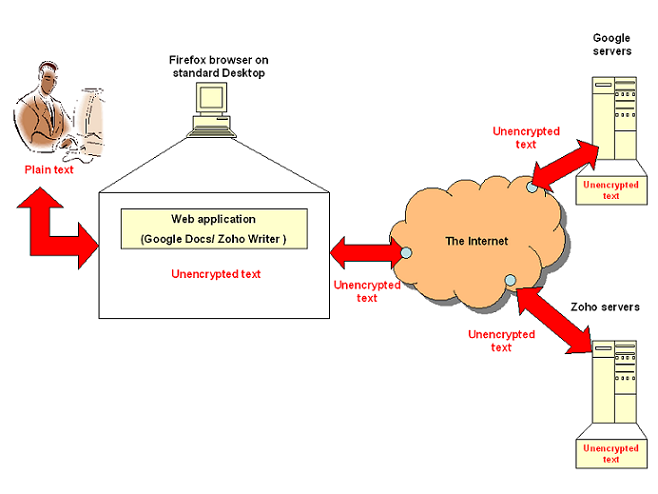 Google
servers
Firefox browser on
standard Desktop
Unencrypted
text
Plain text
Unencrypted
text
Web application
(Google Docs/ Zoho Writer )
The Internet
Unencrypted text
Unencrypted
text
Zoho servers
Unencrypted
text
Unencrypted
text